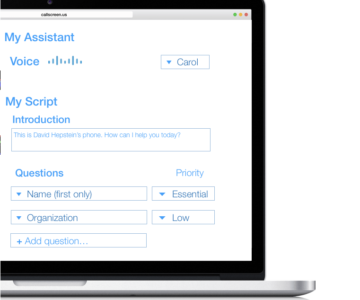 callscreen.us
My Assistant
Voice
Carol
My Script
Introduction
This is David Hepstein's phone. How can I help you today?
Questions Priority
Name (first only) Essential
Organization Low
+ Add question...